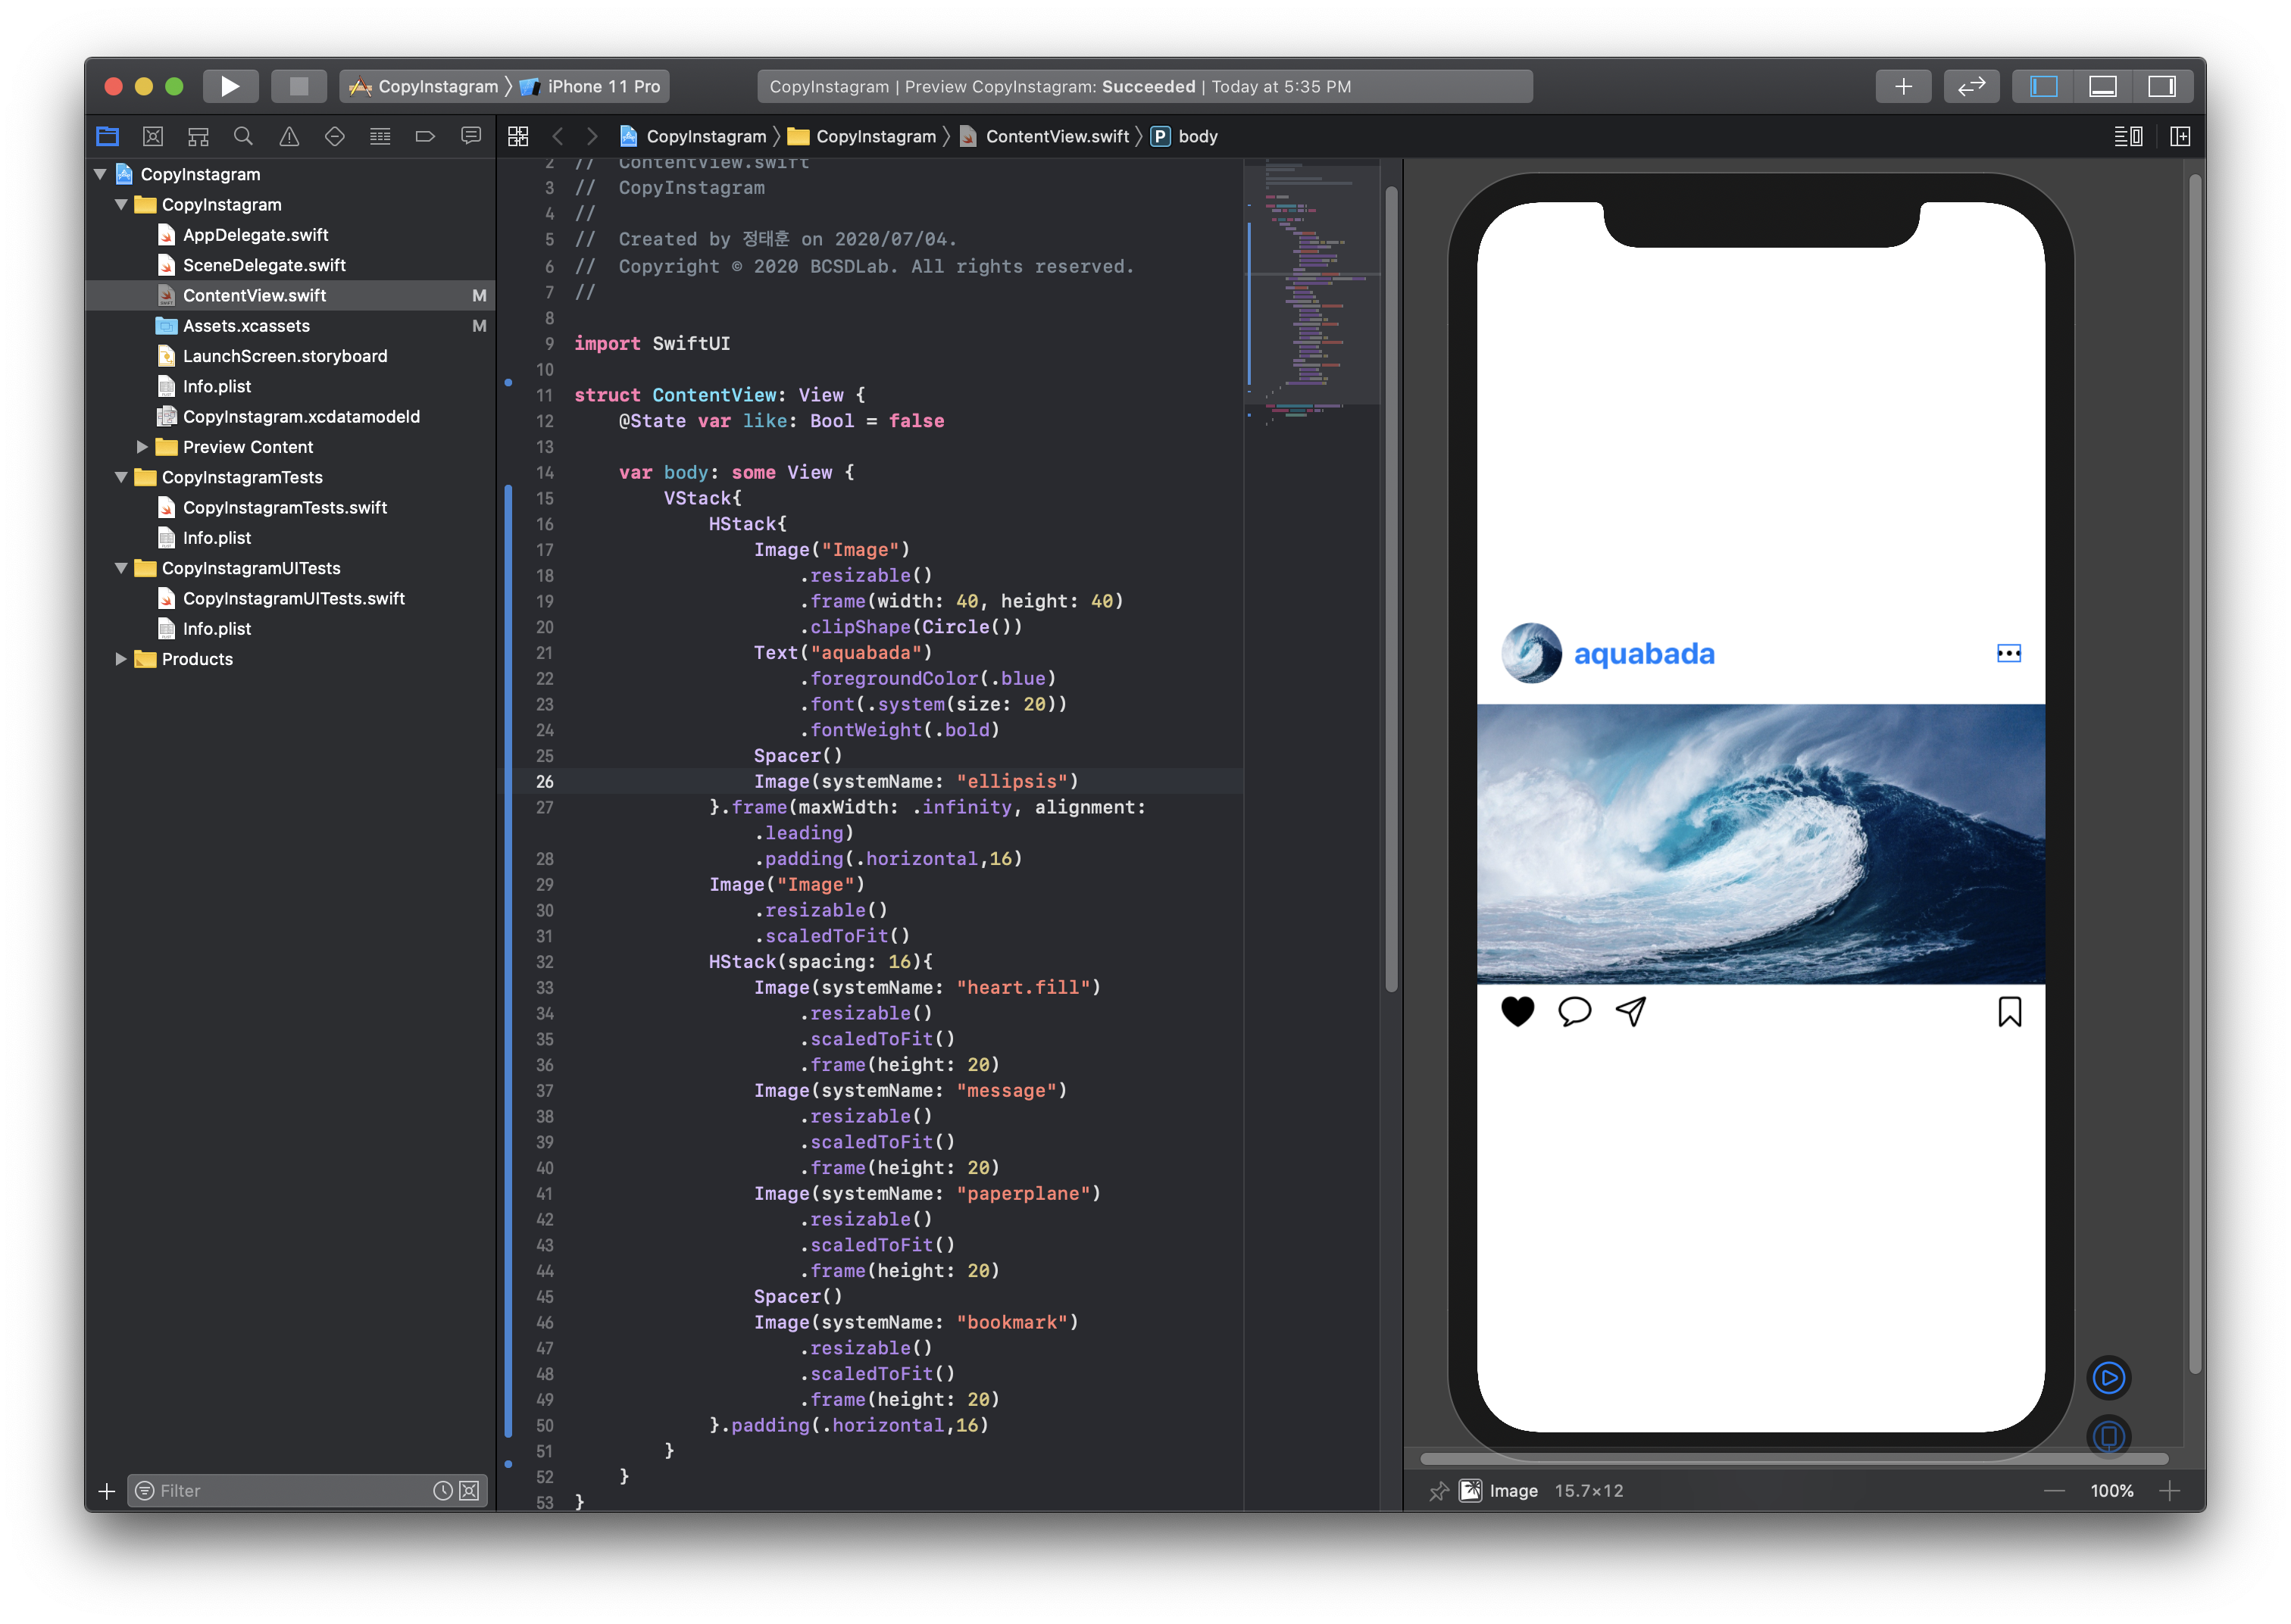 CopyInstagram 〉 iPhone 11 Pro
CopyInstagram | Preview CopyInstagram: Succeeded | Today at 5:35 PM
CopyInstagram
CopyInstagram
AppDelegate.swift
SceneDelegate.swift
ContentView.swift M
Assets.xcassets M
LaunchScreen.storyboard
Info.plist
CopyInstagram.xcdatamodeld
Preview Content
CopyInstagramTests
CopyInstagramTests.swift
Info.plist
CopyInstagramUITests
CopyInstagramUITests.swift
Info.plist
Products
Filter
CopyInstagram 〉 CopyInstagram 〉 ContentView.swift 〉 P body
2 //  ContentView.swift
3 //  CopyInstagram
4 //
5 //  Created by 정태훈 on 2020/07/04.
6 //  Copyright © 2020 BCSDLab. All rights reserved.
7 //
8
9 import SwiftUI
10
11 struct ContentView: View {
12     @State var like: Bool = false
13
14     var body: some View {
15         VStack{
16             HStack{
17                 Image("Image")
18                     .resizable()
19                     .frame(width: 40, height: 40)
20                     .clipShape(Circle())
21                 Text("aquabada")
22                     .foregroundColor(.blue)
23                     .font(.system(size: 20))
24                     .fontWeight(.bold)
25                 Spacer()
26                 Image(systemName: "ellipsis")
27             }.frame(maxWidth: .infinity, alignment:
                .leading)
28                 .padding(.horizontal,16)
29             Image("Image")
30                 .resizable()
31                 .scaledToFit()
32             HStack(spacing: 16){
33                 Image(systemName: "heart.fill")
34                     .resizable()
35                     .scaledToFit()
36                     .frame(height: 20)
37                 Image(systemName: "message")
38                     .resizable()
39                     .scaledToFit()
40                     .frame(height: 20)
41                 Image(systemName: "paperplane")
42                     .resizable()
43                     .scaledToFit()
44                     .frame(height: 20)
45                 Spacer()
46                 Image(systemName: "bookmark")
47                     .resizable()
48                     .scaledToFit()
49                     .frame(height: 20)
50             }.padding(.horizontal,16)
51         }
52     }
53 }
aquabada
Image 15.7×12
100%